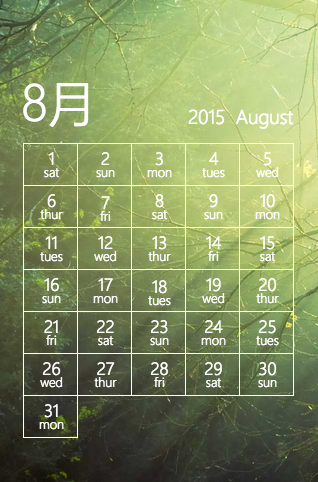 8月
2015 August
1 2 3 4 5
sat sun mon tues wed
6 7 8 9 10
thur fri sat sun mon
11 12 13 14 15
tues wed thur fri sat
16 17 18 19 20
sun mon tues wed thur
21 22 23 24 25
fri sat sun mon tues
26 27 28 29 30
wed thur fri sat sun
31
mon